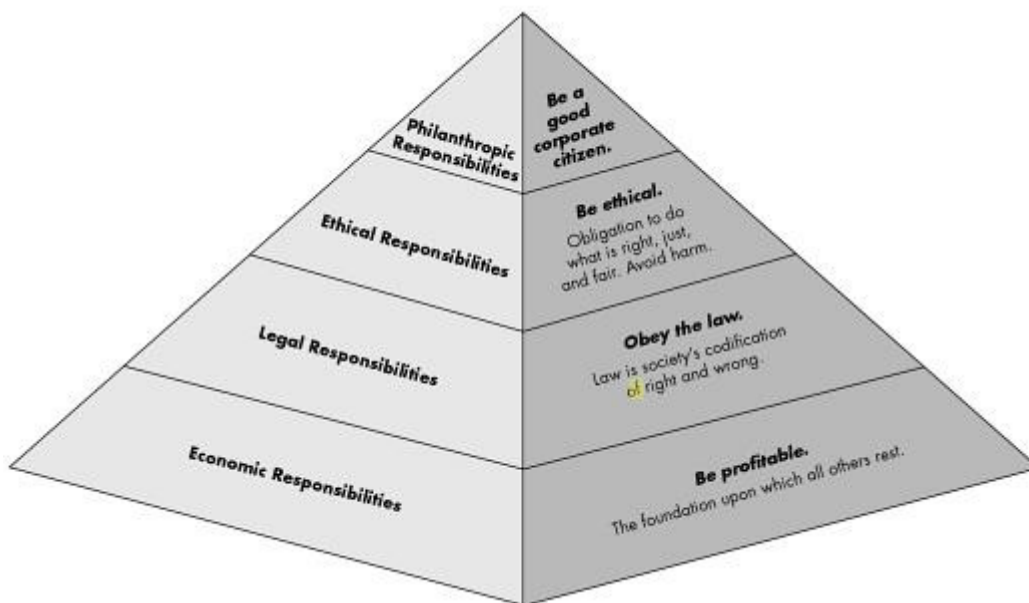 Philanthropic
Responsibilities
Be a
good
corporate
citizen.
Ethical Responsibilities
Be ethical.
Obligation to do
what is right, just,
and fair. Avoid harm.
Legal Responsibilities
Obey the law.
Law is society's codification
of right and wrong.
Economic Responsibilities
Be profitable.
The foundation upon which all others rest.